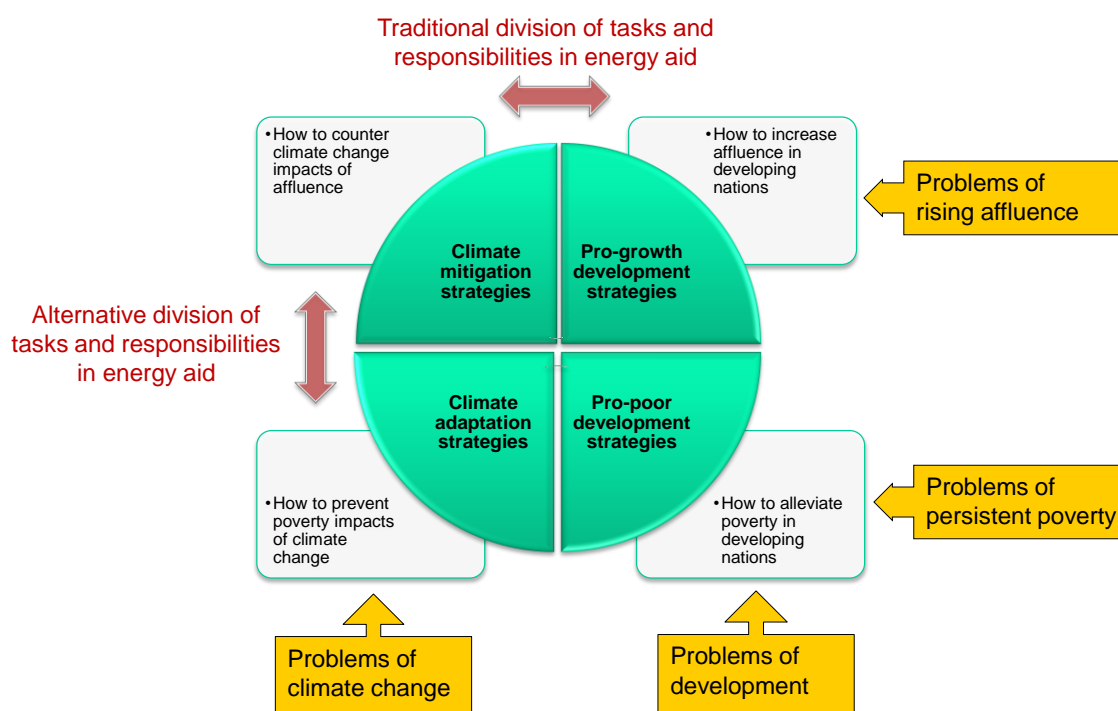 Traditional division of tasks and
responsibilities in energy aid
•How to counter
climate change
impacts of
affluence
•How to increase
affluence in
developing
nations
Problems of
rising affluence
Climate
mitigation
strategies
Pro-growth
development
strategies
Alternative division of
tasks and responsibilities
in energy aid
Climate
adaptation
strategies
Pro-poor
development
strategies
•How to prevent
poverty impacts
of climate
change
•How to alleviate
poverty in
developing
nations
Problems of
persistent poverty
Problems of
climate change
Problems of
development